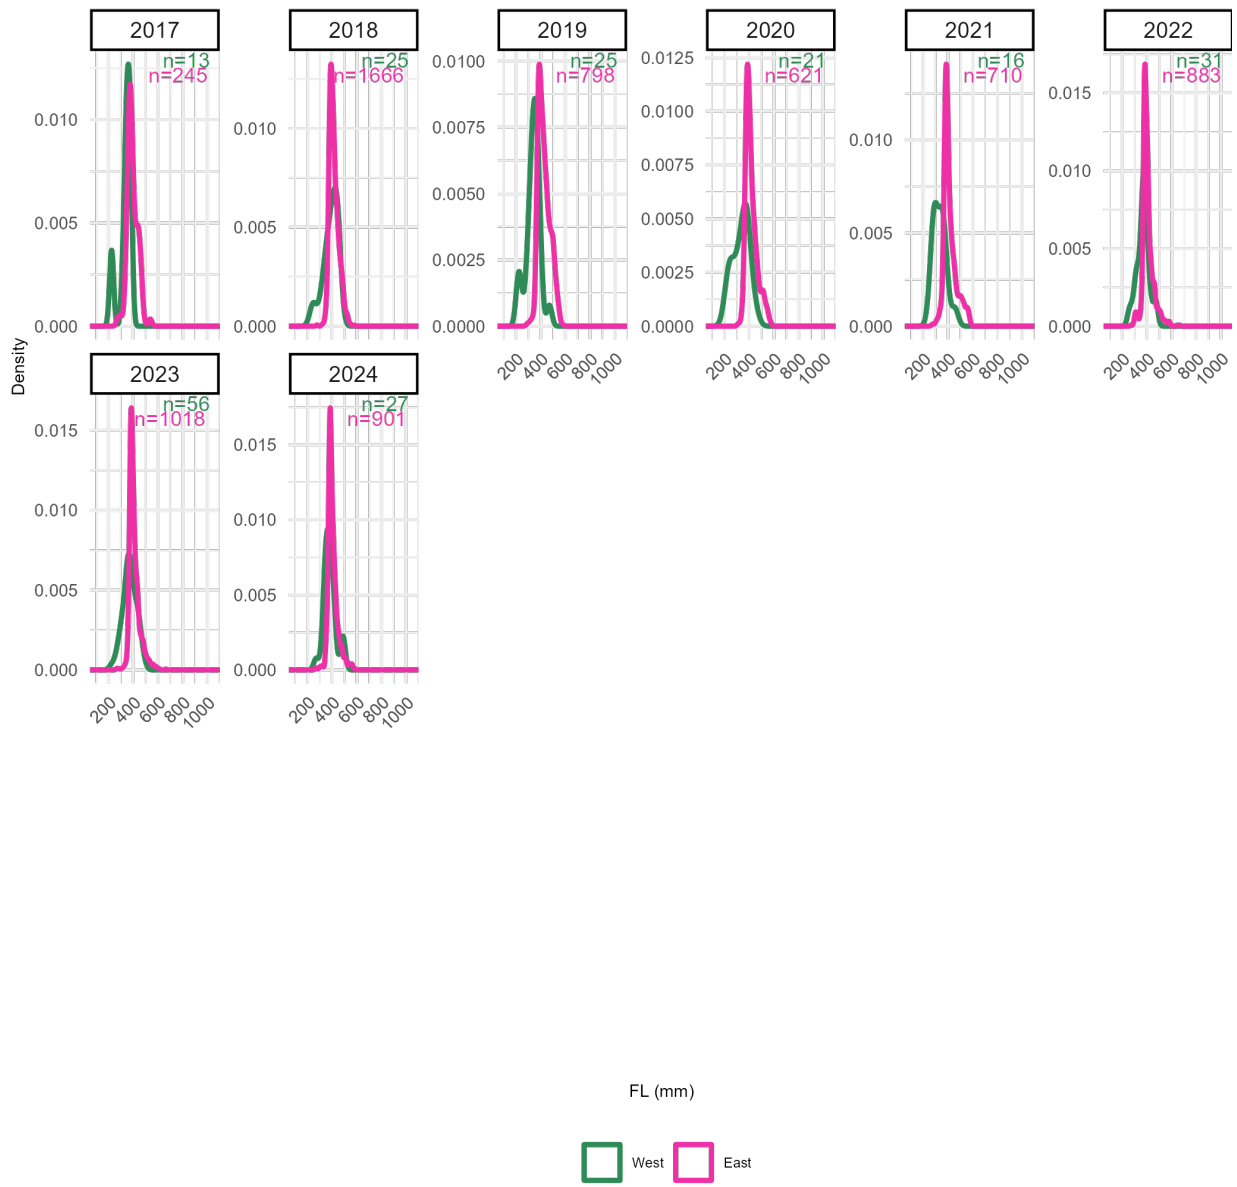 2017
2018
2019
2020
2021
2022
n=13
n=245
n=25
n=1666
n=25
n=798
n=21
n=621
n=16
n=710
n=31
n=883
0.010
0.005
0.000
0.010
0.005
0.000
0.0100
0.0075
0.0050
0.0025
0.0000
0.0125
0.0100
0.0075
0.0050
0.0025
0.0000
0.010
0.005
0.000
0.015
0.010
0.005
0.000
200 400 600 800 1000
200 400 600 800 1000
200 400 600 800 1000
200 400 600 800 1000
Density
2023
2024
n=56
n=1018
n=27
n=901
0.015
0.010
0.005
0.000
0.015
0.010
0.005
0.000
200 400 600 800 1000
200 400 600 800 1000
FL (mm)
West
East